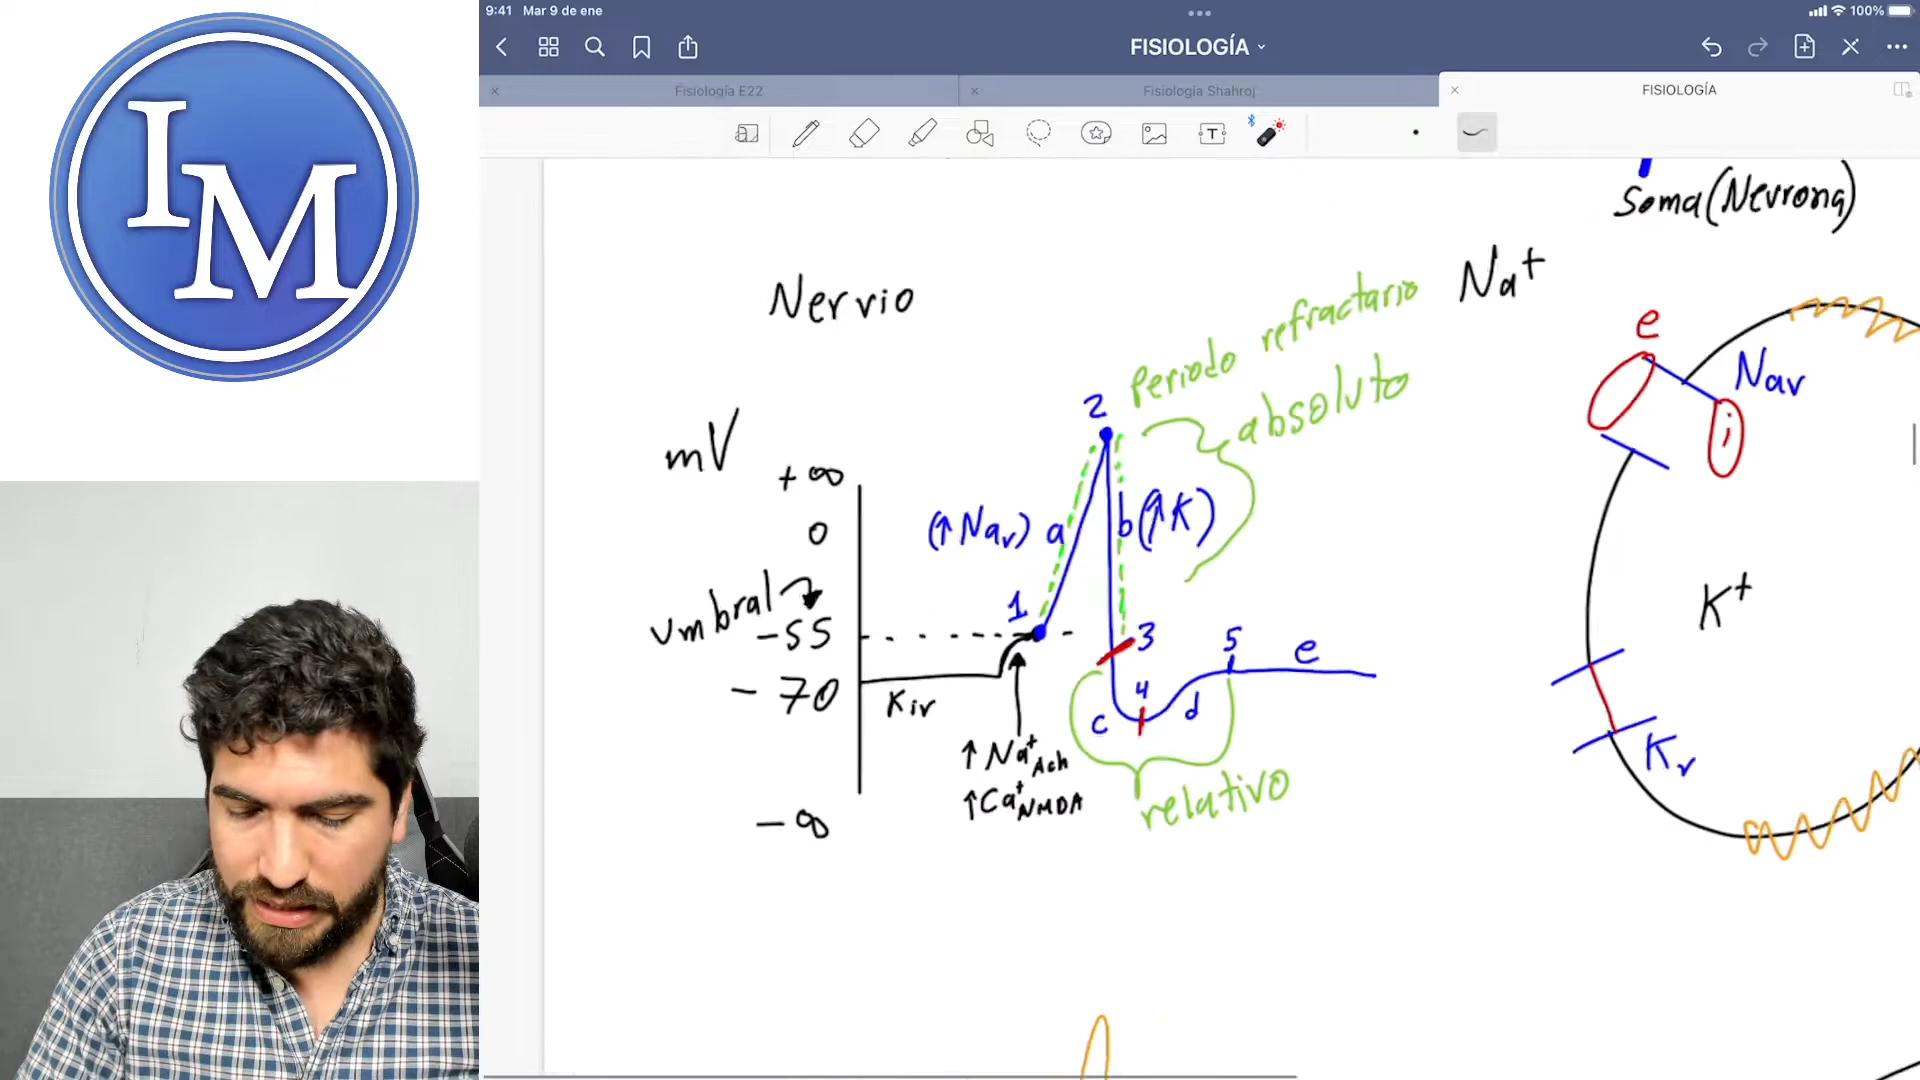 IM
9:41 Mar 9 de ene
100%
FISIOLOGÍA
Fisiología E22
Fisiología Shahroj
FISIOLOGÍA
T
Soma (Neurona)
Nervio
Na+
Periodo refractario
absoluto
e
Nav
i
2
mV
+∞
0
(↑Nav) a
b(↑K)
umbral
-55
1
3
5
e
K+
-70
Kir
4
c
d
Kv
↑Na+Ach
↑Ca+NMDA
relativo
-∞